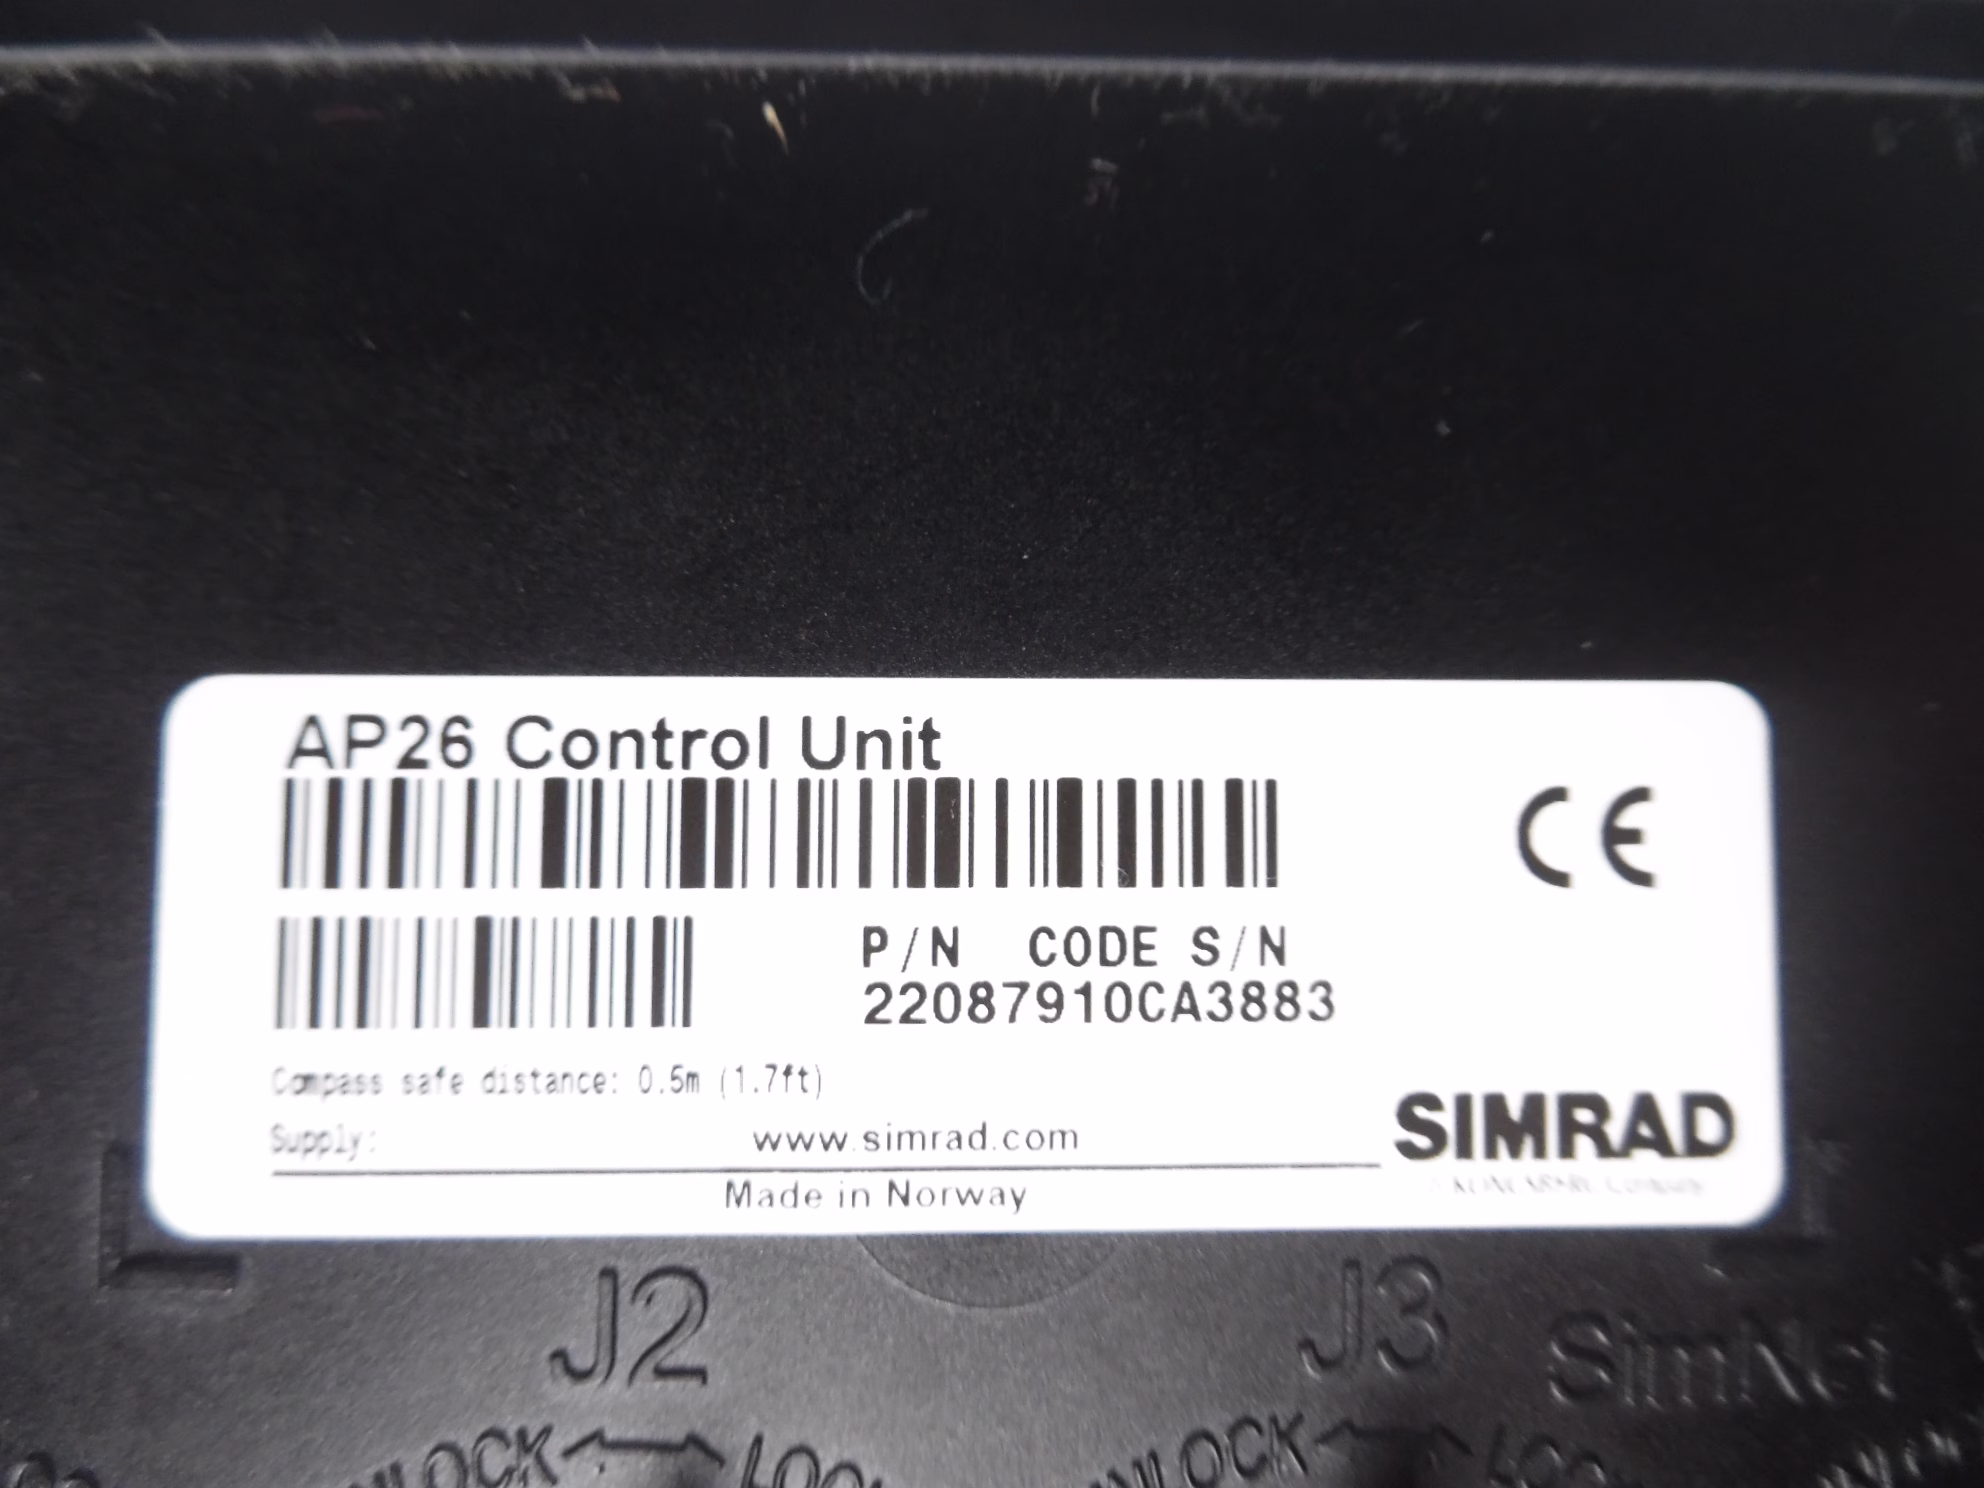 AP26 Control Unit
CE
P/N CODE S/N
22087910CA3883
Compass safe distance: 0.5m (1.7ft)
Supply:
www.simrad.com
SIMRAD
Made in Norway
J2
J3
SimNet